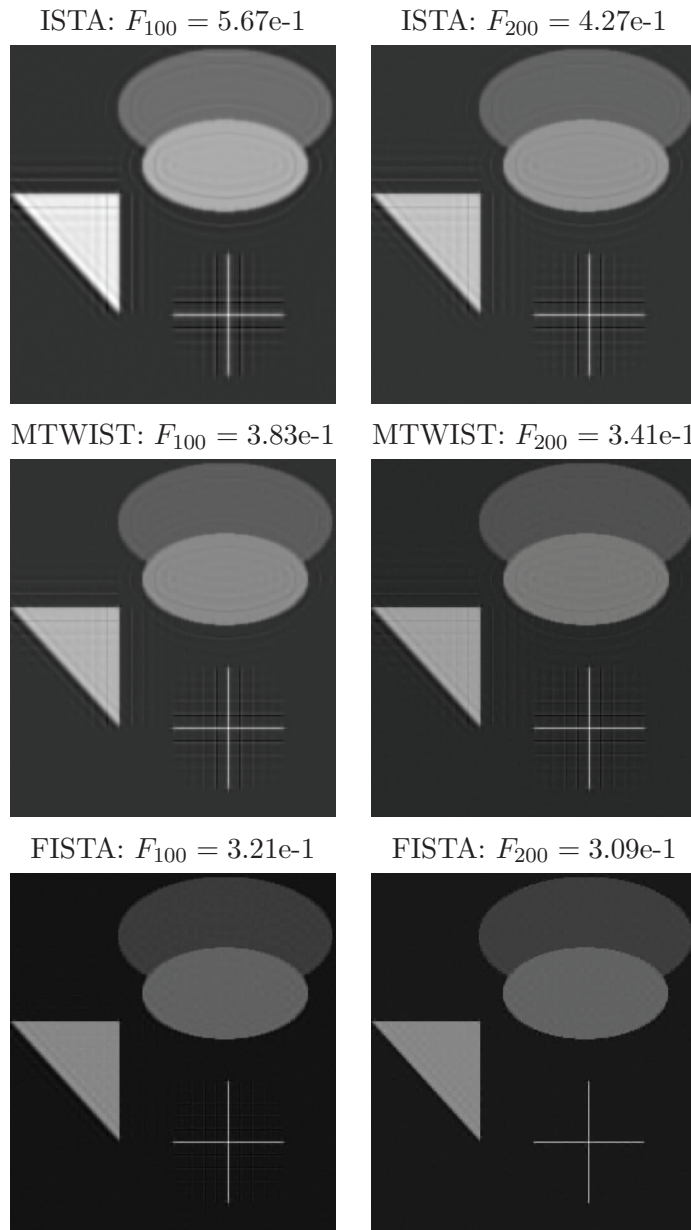 ISTA: F₁₀₀ = 5.67e-1
ISTA: F₂₀₀ = 4.27e-1
MTWIST: F₁₀₀ = 3.83e-1
MTWIST: F₂₀₀ = 3.41e-1
FISTA: F₁₀₀ = 3.21e-1
FISTA: F₂₀₀ = 3.09e-1